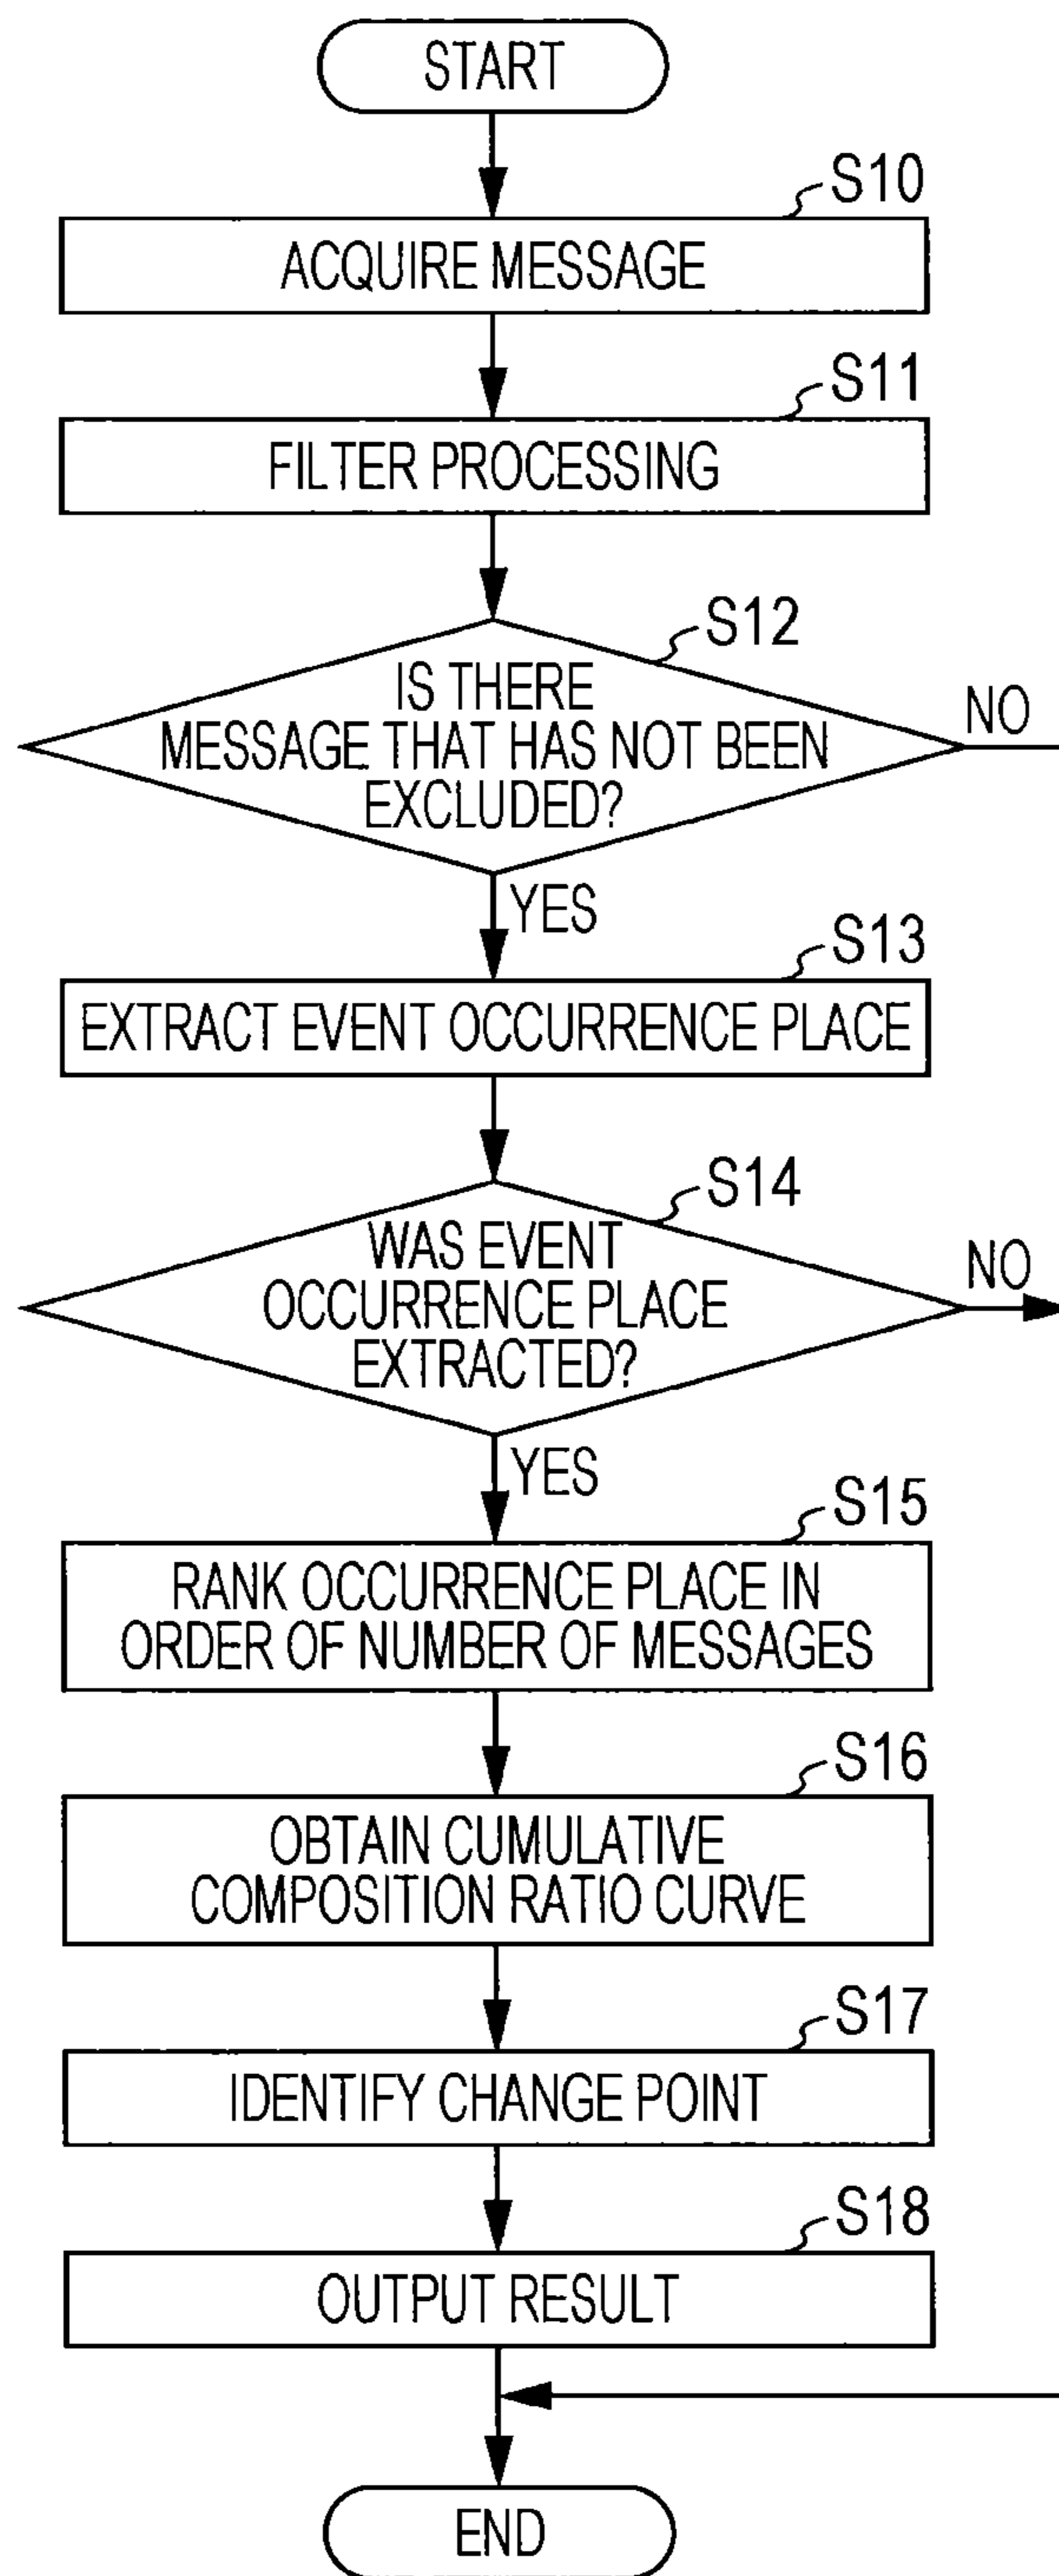 START
S10
ACQUIRE MESSAGE
S11
FILTER PROCESSING
S12
IS THERE
MESSAGE THAT HAS NOT BEEN
EXCLUDED?
NO
YES
S13
EXTRACT EVENT OCCURRENCE PLACE
S14
WAS EVENT
OCCURRENCE PLACE
EXTRACTED?
NO
YES
S15
RANK OCCURRENCE PLACE IN
ORDER OF NUMBER OF MESSAGES
S16
OBTAIN CUMULATIVE
COMPOSITION RATIO CURVE
S17
IDENTIFY CHANGE POINT
S18
OUTPUT RESULT
END